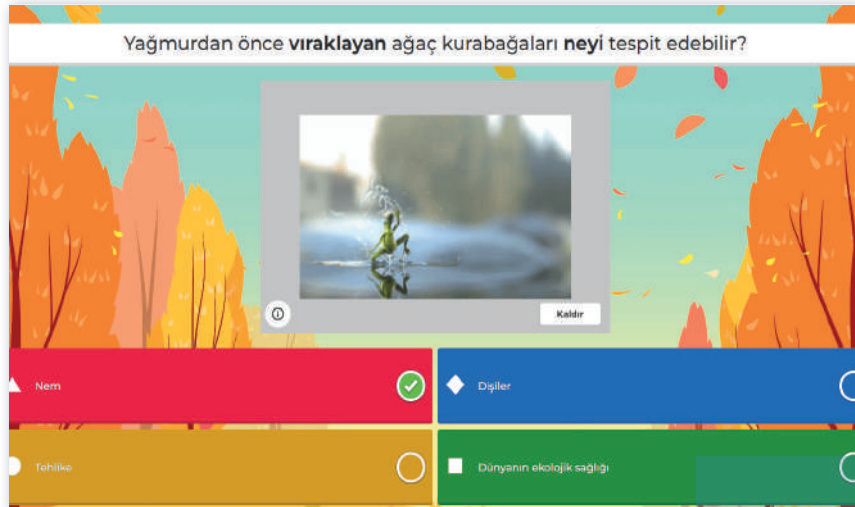 Yağmurdan önce vıraklayan ağaç kurabağaları neyi tespit edebilir?
Kaldır
Nem
Dişiler
Tehlike
Dünyanın ekolojik sağlığı